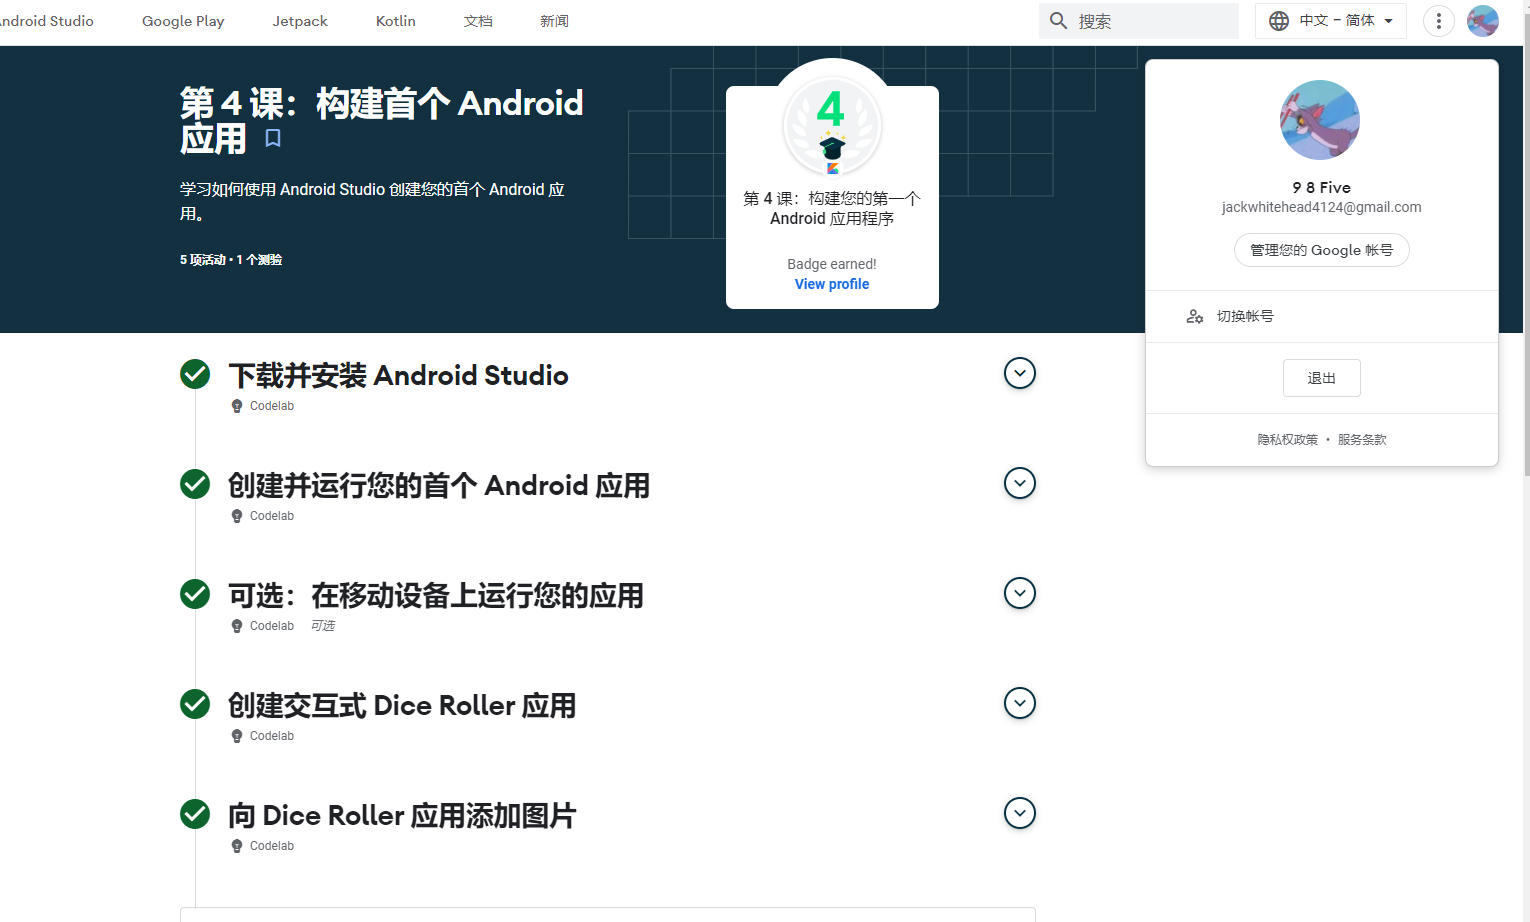 Android Studio
Google Play
Jetpack
Kotlin
文档
新闻
搜索
中文 – 简体
第 4 课：构建首个 Android
应用
学习如何使用 Android Studio 创建您的首个 Android 应
用。
5 项活动 • 1 个测验
4
第 4 课：构建您的第一个
Android 应用程序
Badge earned!
View profile
9 8 Five
jackwhitehead4124@gmail.com
管理您的 Google 帐号
切换帐号
退出
隐私权政策 • 服务条款
下载并安装 Android Studio
Codelab
创建并运行您的首个 Android 应用
Codelab
可选：在移动设备上运行您的应用
Codelab 可选
创建交互式 Dice Roller 应用
Codelab
向 Dice Roller 应用添加图片
Codelab